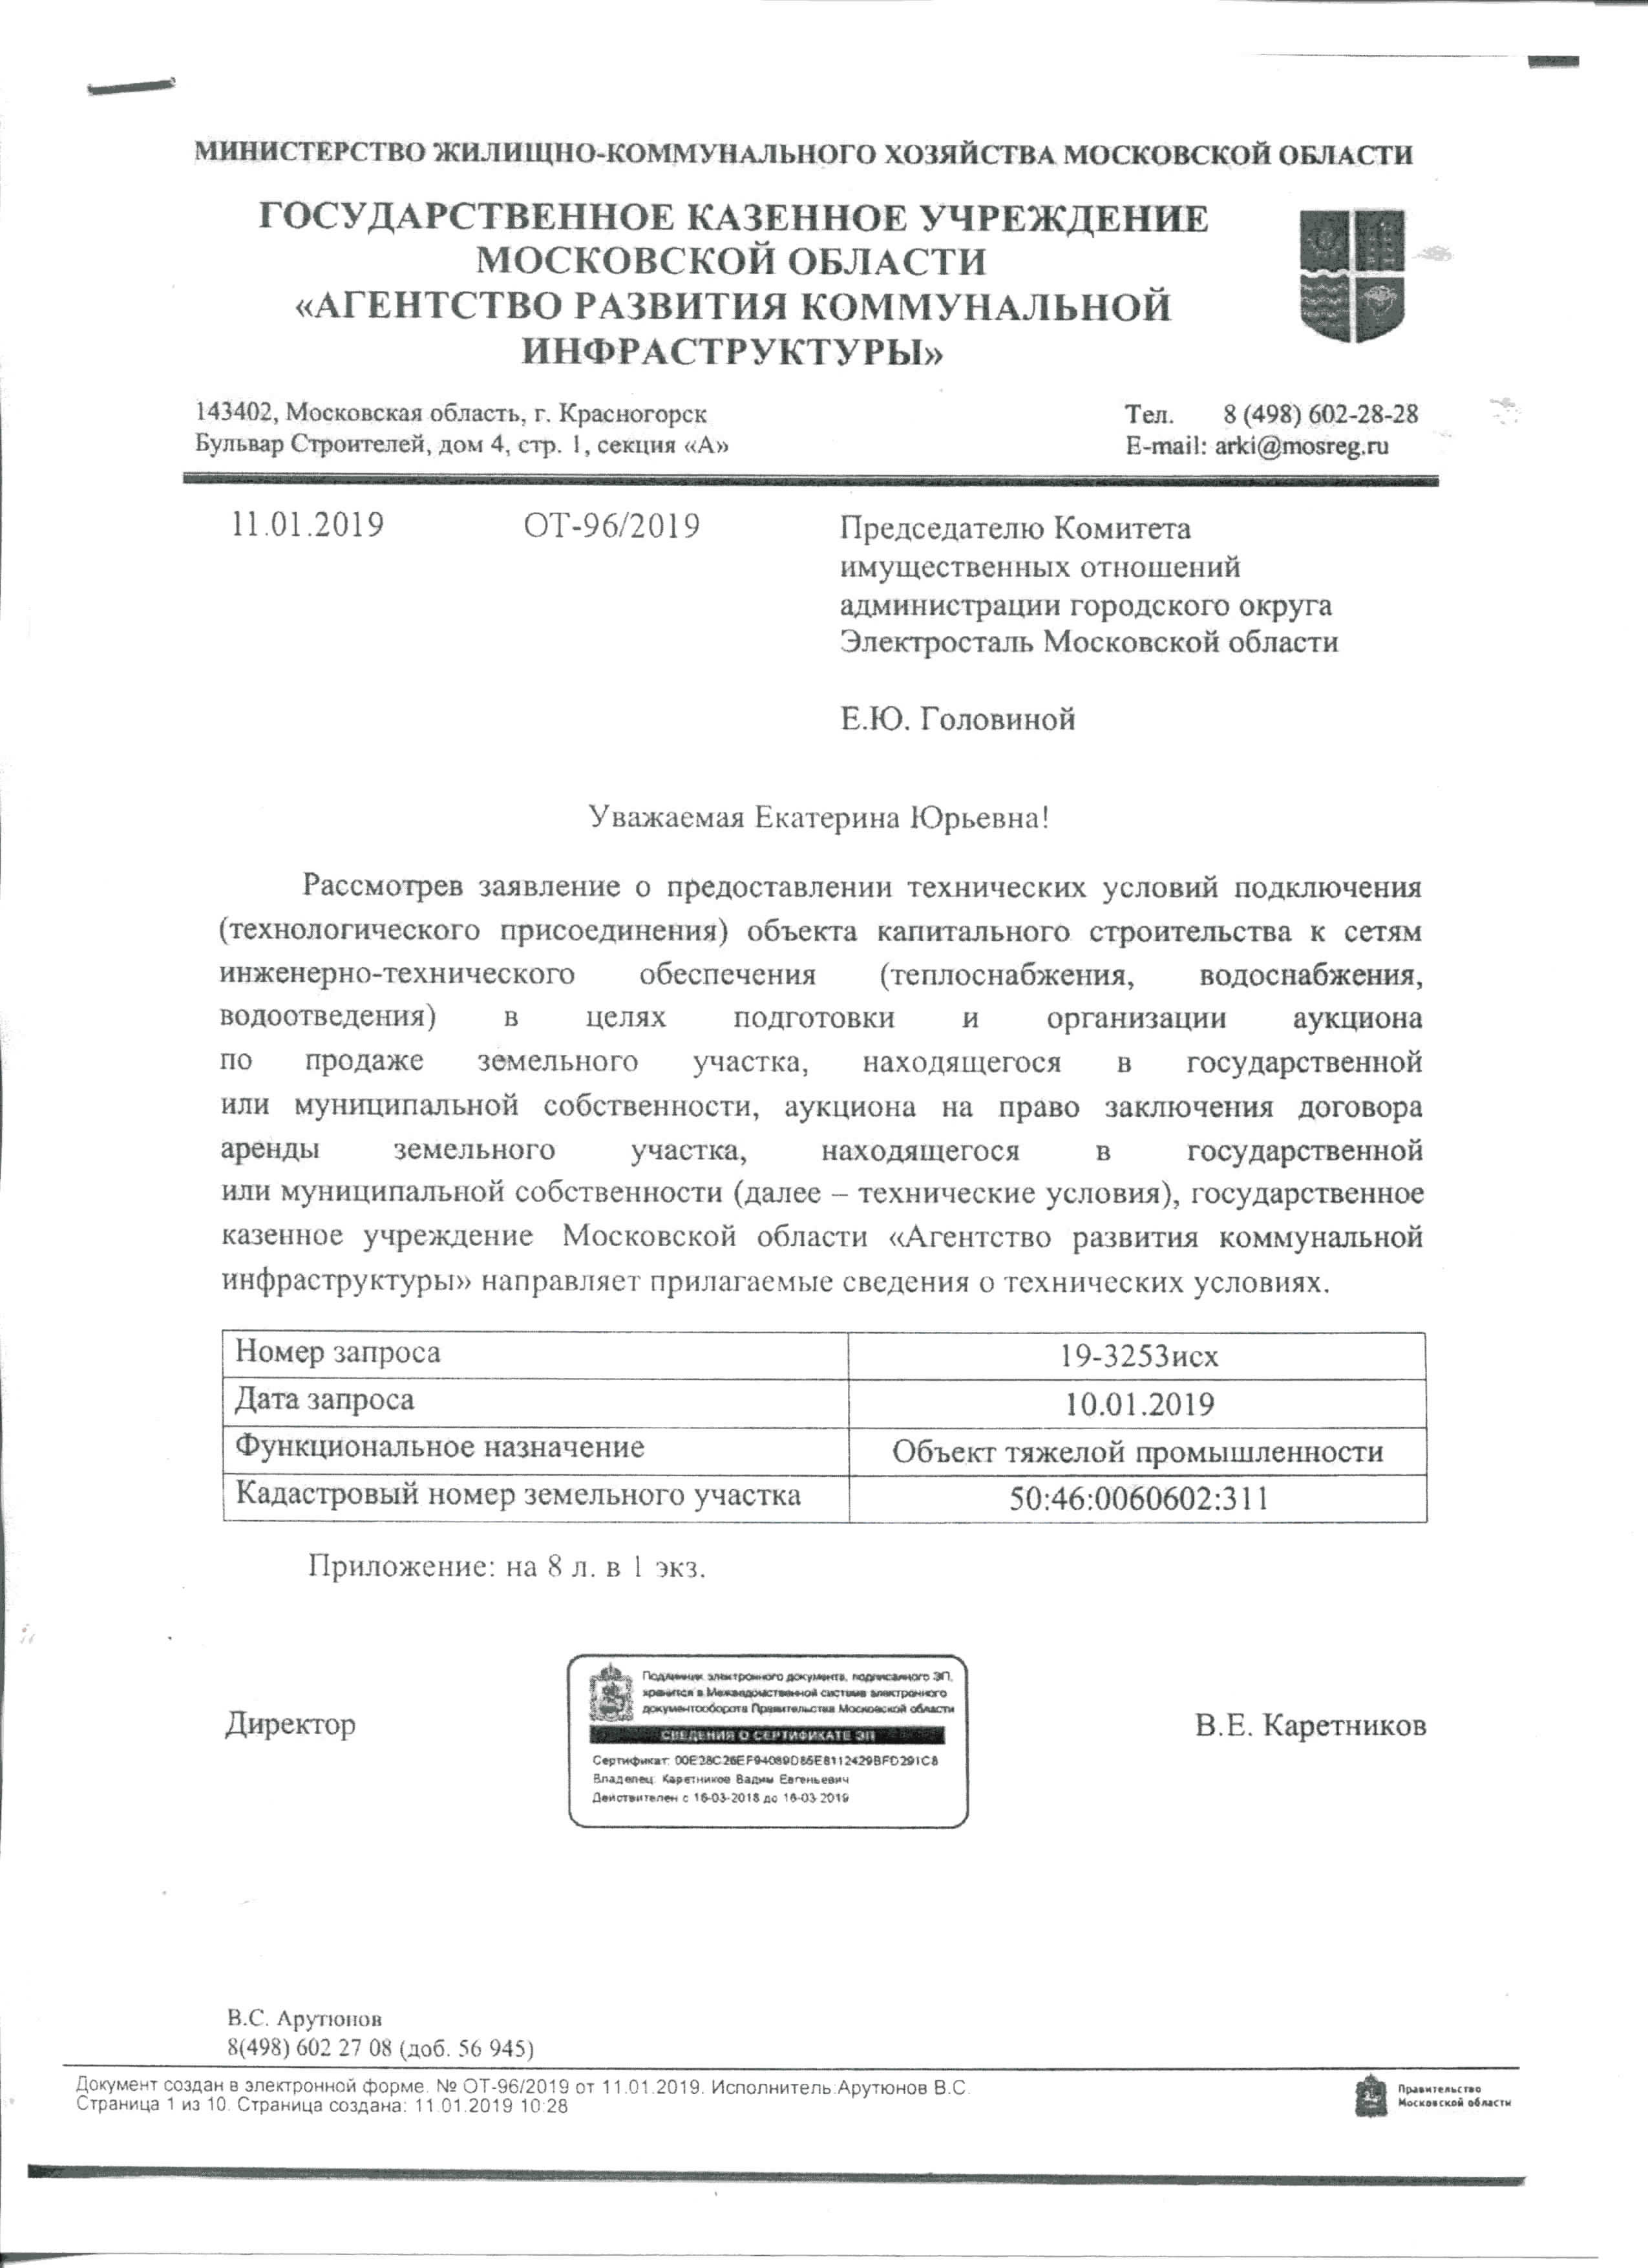 МИНИСТЕРСТВО ЖИЛИЩНО-КОММУНАЛЬНОГО ХОЗЯЙСТВА МОСКОВСКОЙ ОБЛАСТИ
ГОСУДАРСТВЕННОЕ КАЗЕННОЕ УЧРЕЖДЕНИЕ
МОСКОВСКОЙ ОБЛАСТИ
«АГЕНТСТВО РАЗВИТИЯ КОММУНАЛЬНОЙ
ИНФРАСТРУКТУРЫ»
143402, Московская область, г. Красногорск
Бульвар Строителей, дом 4, стр. 1, секция «А»
Тел. 8 (498) 602-28-28
E-mail: arki@mosreg.ru
11.01.2019 ОТ-96/2019
Председателю Комитета
имущественных отношений
администрации городского округа
Электросталь Московской области
Е.Ю. Головиной
Уважаемая Екатерина Юрьевна!
Рассмотрев заявление о предоставлении технических условий подключения
(технологического присоединения) объекта капитального строительства к сетям
инженерно-технического обеспечения (теплоснабжения, водоснабжения,
водоотведения) в целях подготовки и организации аукциона
по продаже земельного участка, находящегося в государственной
или муниципальной собственности, аукциона на право заключения договора
аренды земельного участка, находящегося в государственной
или муниципальной собственности (далее – технические условия), государственное
казенное учреждение Московской области «Агентство развития коммунальной
инфраструктуры» направляет прилагаемые сведения о технических условиях.
Номер запроса 19-3253исх
Дата запроса 10.01.2019
Функциональное назначение Объект тяжелой промышленности
Кадастровый номер земельного участка 50:46:0060602:311
Приложение: на 8 л. в 1 экз.
Директор
Подлинник электронного документа, подписанного ЭП,
хранится в Межведомственной системе электронного
документооборота Правительства Московской области
СВЕДЕНИЯ О СЕРТИФИКАТЕ ЭП
Сертификат: 00E28C26EF94089D85E8112429BFD291C8
Владелец: Каретников Вадим Евгеньевич
Действителен с 16-03-2018 до 16-03-2019
В.Е. Каретников
В.С. Арутюнов
8(498) 602 27 08 (доб. 56 945)
Документ создан в электронной форме. № ОТ-96/2019 от 11.01.2019. Исполнитель:Арутюнов В.С.
Страница 1 из 10. Страница создана: 11.01.2019 10:28
Правительство
Московской области